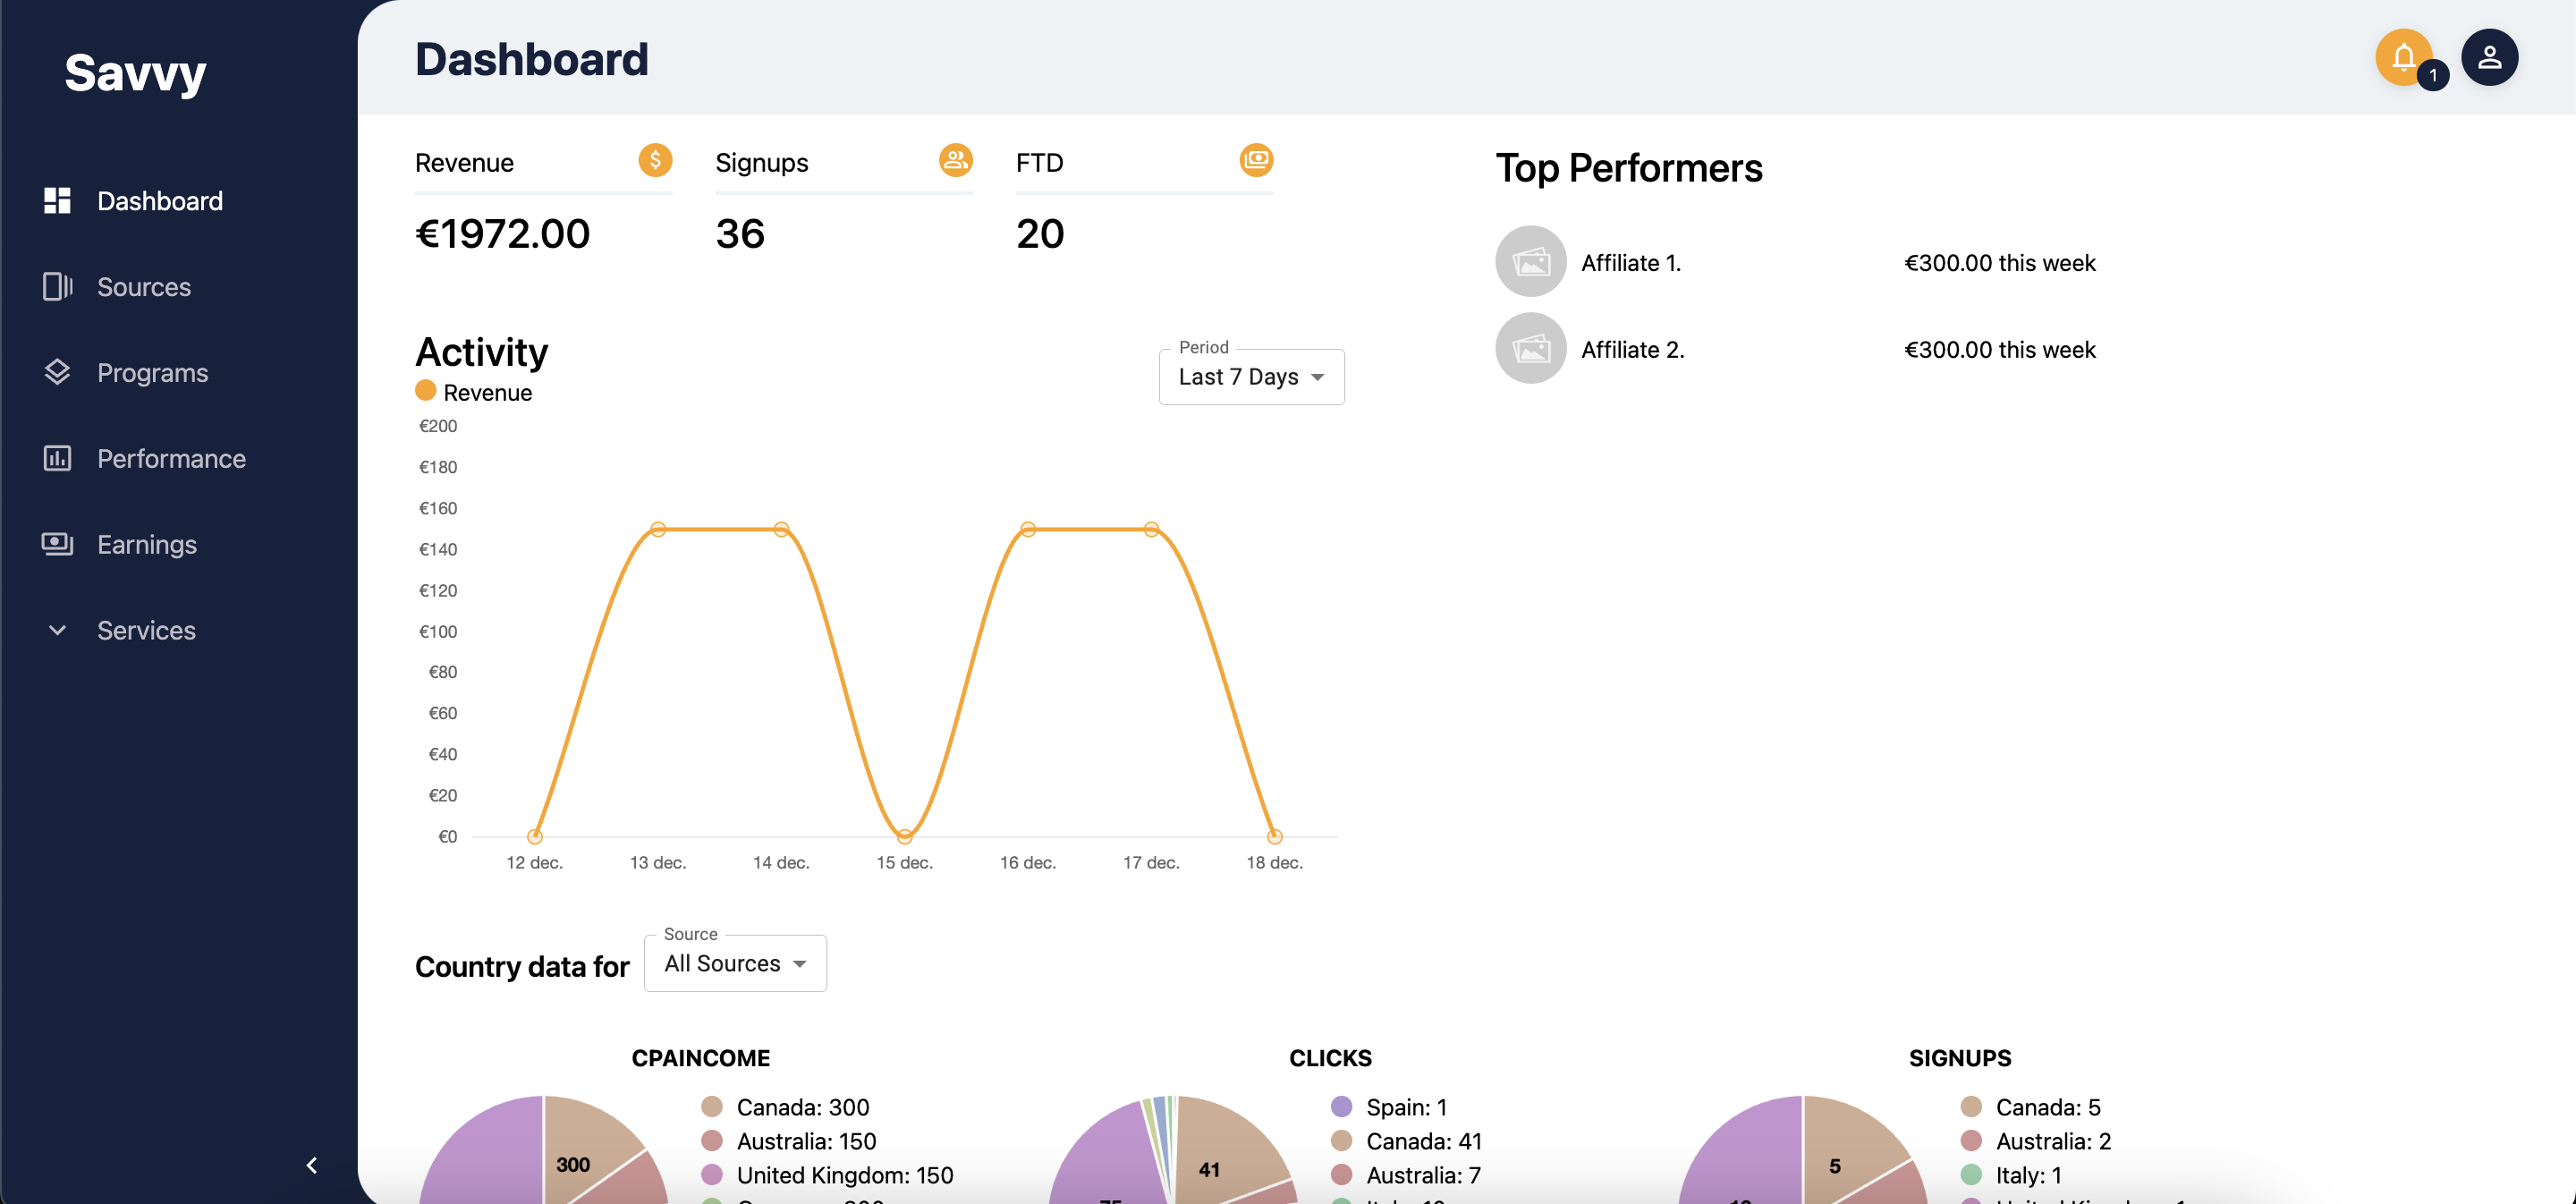 Savvy
Dashboard
Sources
Programs
Performance
Earnings
Services
Dashboard
1
Revenue
€1972.00
Signups
36
FTD
20
Top Performers
Affiliate 1. €300.00 this week
Affiliate 2. €300.00 this week
Activity
Revenue
Period
Last 7 Days
€200
€180
€160
€140
€120
€100
€80
€60
€40
€20
€0
12 dec. 13 dec. 14 dec. 15 dec. 16 dec. 17 dec. 18 dec.
Country data for
Source
All Sources
CPAINCOME
300
Canada: 300
Australia: 150
United Kingdom: 150
CLICKS
41
Spain: 1
Canada: 41
Australia: 7
SIGNUPS
5
Canada: 5
Australia: 2
Italy: 1